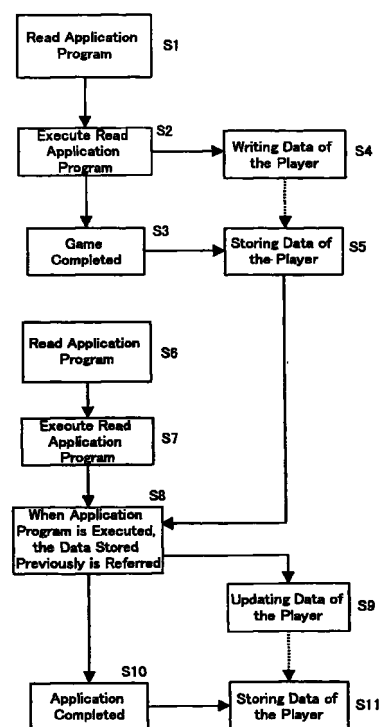 Read Application
Program
S1
Execute Read
Application
Program
S2
Writing Data of
the Player
S4
Game
Completed
S3
Storing Data of
the Player
S5
Read Application
Program
S6
Execute Read
Application
Program
S7
When Application
Program is Executed,
the Data Stored
Previously is Referred
S8
Updating Data of
the Player
S9
Application
Completed
S10
Storing Data of
the Player
S11